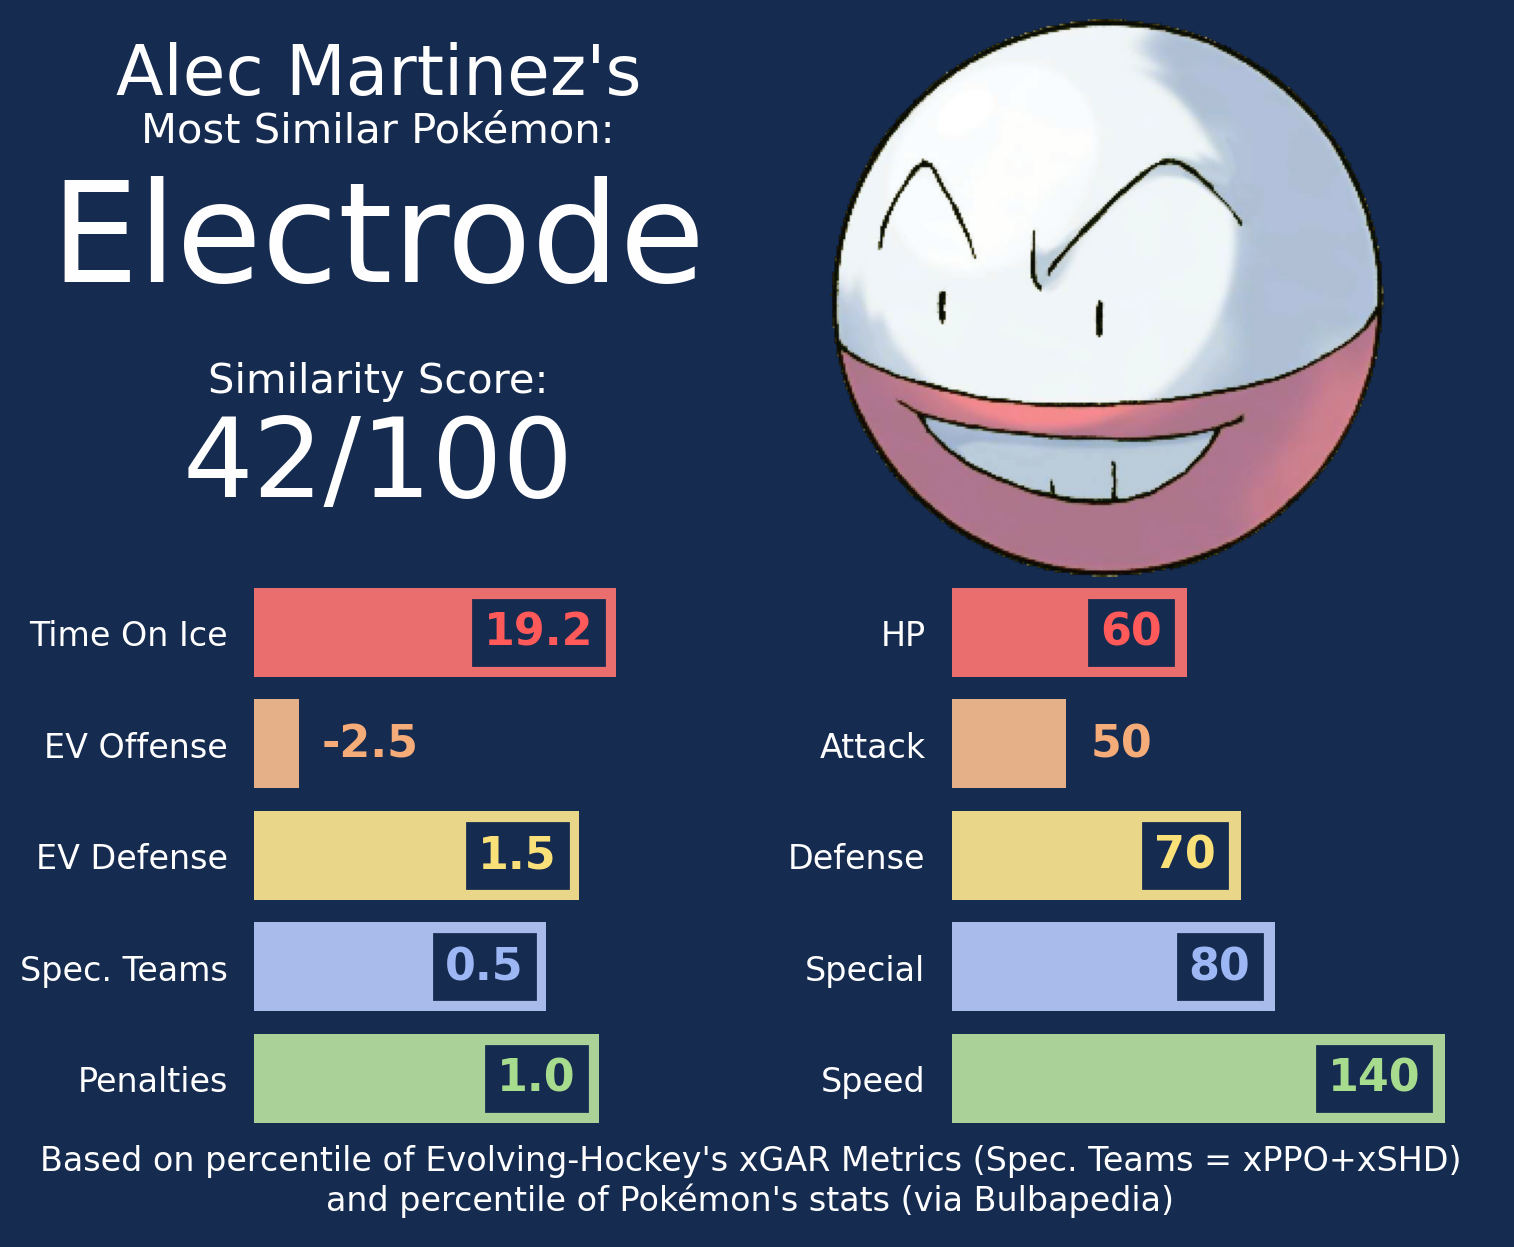 Alec Martinez's
Most Similar Pokémon:
Electrode
Similarity Score:
42/100
Time On Ice 19.2
EV Offense -2.5
EV Defense 1.5
Spec. Teams 0.5
Penalties 1.0
HP 60
Attack 50
Defense 70
Special 80
Speed 140
Based on percentile of Evolving-Hockey's xGAR Metrics (Spec. Teams = xPPO+xSHD)
and percentile of Pokémon's stats (via Bulbapedia)